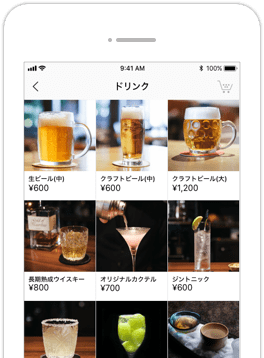 9:41 AM
100%
ドリンク
生ビール(中)
¥600
クラフトビール(中)
¥600
クラフトビール(大)
¥1,200
長期熟成ウイスキー
¥800
オリジナルカクテル
¥700
ジントニック
¥600